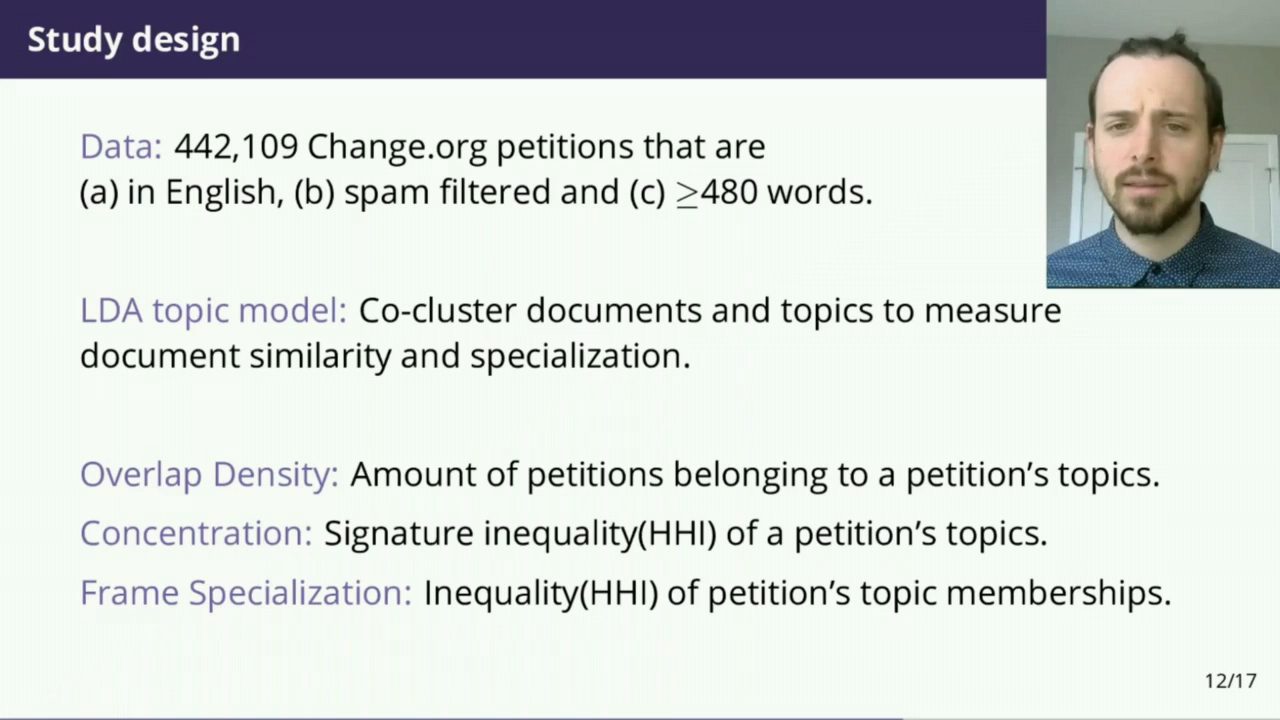 Study design
Data: 442,109 Change.org petitions that are
(a) in English, (b) spam filtered and (c) ≥480 words.
LDA topic model: Co-cluster documents and topics to measure
document similarity and specialization.
Overlap Density: Amount of petitions belonging to a petition’s topics.
Concentration: Signature inequality(HHI) of a petition’s topics.
Frame Specialization: Inequality(HHI) of petition’s topic memberships.
12/17